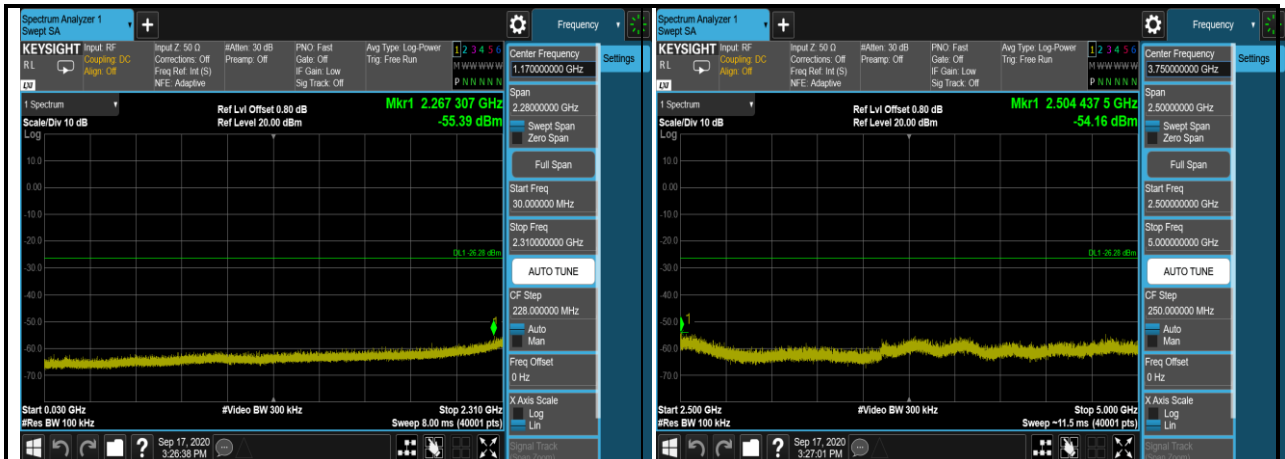 Spectrum Analyzer 1
Swept SA
Frequency
KEYSIGHT
RL
LXI
Input: RF
Coupling: DC
Align: Off
Input Z: 50 Ω
Corrections: Off
Freq Ref: Int (S)
NFE: Adaptive
#Atten: 30 dB
Preamp: Off
PNO: Fast
Gate: Off
IF Gain: Low
Sig Track: Off
Avg Type: Log-Power
Trig: Free Run
1 2 3 4 5 6
M W W W W W
P N N N N N
1 Spectrum
Scale/Div 10 dB
Log
Ref Lvl Offset 0.80 dB
Ref Level 20.00 dBm
Mkr1 2.267 307 GHz
-55.39 dBm
10.0
0.00
-10.0
-20.0
-30.0
-40.0
-50.0
-60.0
-70.0
DL1 -26.28 dBm
1
Start 0.030 GHz
#Res BW 100 kHz
#Video BW 300 kHz
Stop 2.310 GHz
Sweep 8.00 ms (40001 pts)
Sep 17, 2020
3:26:38 PM
Center Frequency
1.170000000 GHz
Settings
Span
2.28000000 GHz
Swept Span
Zero Span
Full Span
Start Freq
30.000000 MHz
Stop Freq
2.310000000 GHz
AUTO TUNE
CF Step
228.000000 MHz
Auto
Man
Freq Offset
0 Hz
X Axis Scale
Log
Lin
Signal Track
(Span Zoom)
Spectrum Analyzer 1
Swept SA
Frequency
KEYSIGHT
RL
LXI
Input: RF
Coupling: DC
Align: Off
Input Z: 50 Ω
Corrections: Off
Freq Ref: Int (S)
NFE: Adaptive
#Atten: 30 dB
Preamp: Off
PNO: Fast
Gate: Off
IF Gain: Low
Sig Track: Off
Avg Type: Log-Power
Trig: Free Run
1 2 3 4 5 6
M W W W W W
P N N N N N
1 Spectrum
Scale/Div 10 dB
Log
Ref Lvl Offset 0.80 dB
Ref Level 20.00 dBm
Mkr1 2.504 437 5 GHz
-54.16 dBm
10.0
0.00
-10.0
-20.0
-30.0
-40.0
-50.0
-60.0
-70.0
DL1 -26.28 dBm
1
Start 2.500 GHz
#Res BW 100 kHz
#Video BW 300 kHz
Stop 5.000 GHz
Sweep ~11.5 ms (40001 pts)
Sep 17, 2020
3:27:01 PM
Center Frequency
3.750000000 GHz
Settings
Span
2.50000000 GHz
Swept Span
Zero Span
Full Span
Start Freq
2.500000000 GHz
Stop Freq
5.000000000 GHz
AUTO TUNE
CF Step
250.000000 MHz
Auto
Man
Freq Offset
0 Hz
X Axis Scale
Log
Lin
Signal Track
(Span Zoom)